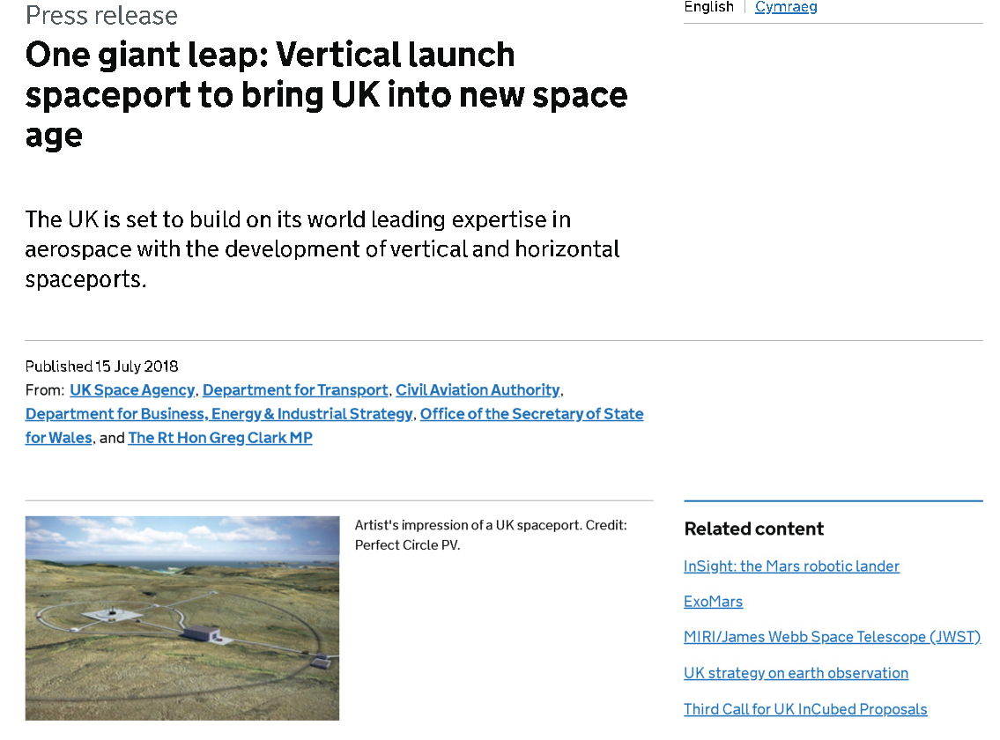 Press release
English | Cymraeg
One giant leap: Vertical launch
spaceport to bring UK into new space
age
The UK is set to build on its world leading expertise in
aerospace with the development of vertical and horizontal
spaceports.
Published 15 July 2018
From: UK Space Agency, Department for Transport, Civil Aviation Authority,
Department for Business, Energy & Industrial Strategy, Office of the Secretary of State
for Wales, and The Rt Hon Greg Clark MP
Artist's impression of a UK spaceport. Credit:
Perfect Circle PV.
Related content
InSight: the Mars robotic lander
ExoMars
MIRI/James Webb Space Telescope (JWST)
UK strategy on earth observation
Third Call for UK InCubed Proposals